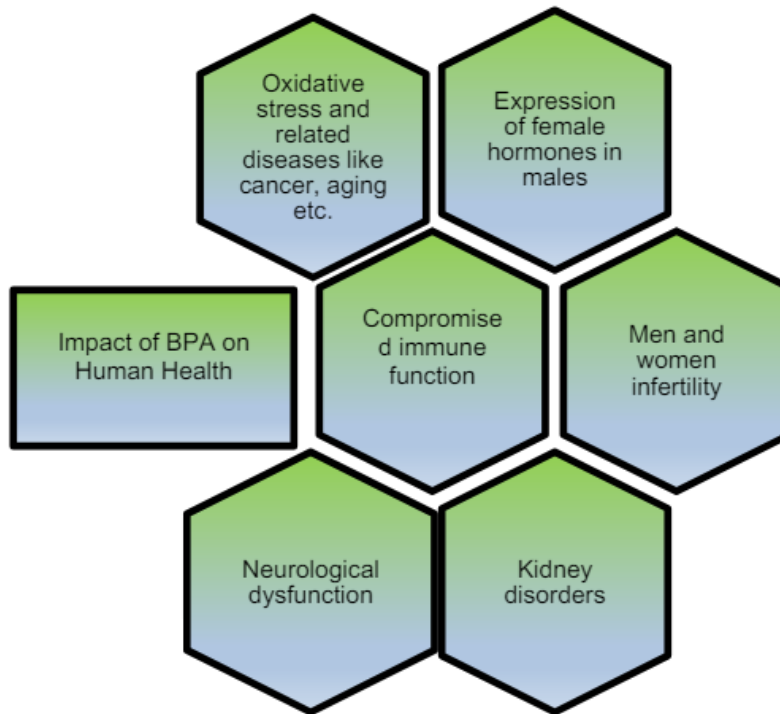 Oxidative
stress and
related
diseases like
cancer, aging
etc.
Expression
of female
hormones in
males
Impact of BPA on
Human Health
Compromise
d immune
function
Men and
women
infertility
Neurological
dysfunction
Kidney
disorders